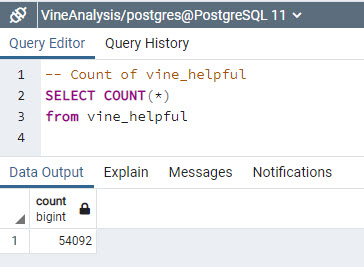 VineAnalysis/postgres@PostgreSQL 11
Query Editor Query History
1 -- Count of vine_helpful
2 SELECT COUNT(*)
3 from vine_helpful
4
Data Output Explain Messages Notifications
count
bigint
1 54092